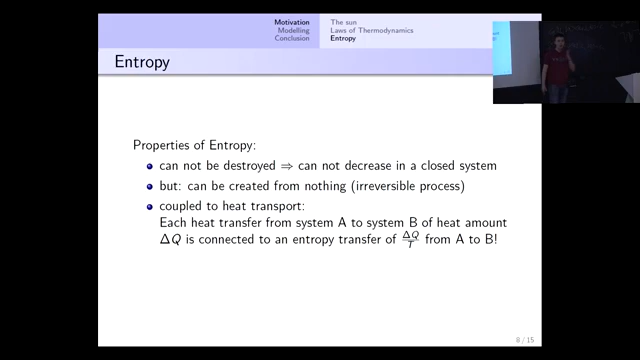 Motivation
Modelling
Conclusion
The sun
Laws of Thermodynamics
Entropy
Entropy
Properties of Entropy:
can not be destroyed ⇒ can not decrease in a closed system
but: can be created from nothing (irreversible process)
coupled to heat transport:
Each heat transfer from system A to system B of heat amount
ΔQ is connected to an entropy transfer of ΔQ/T from A to B!
8 / 15